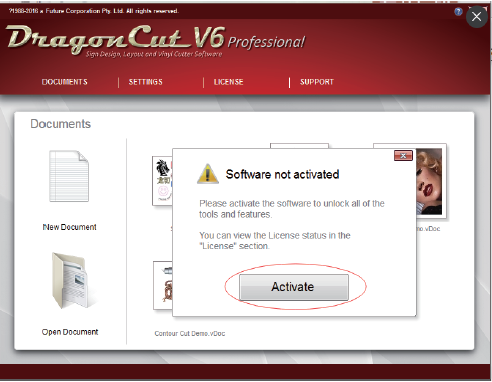 ?1988-2016 a Future Corporation Pty. Ltd. All rights reserved.
DragonCut V6 Professional
Sign Design, Layout and Vinyl Cutter Software
DOCUMENTS
SETTINGS
LICENSE
SUPPORT
Documents
New Document
Open Document
Software not activated
Please activate the software to unlock all of the
tools and features.
You can view the License status in the
"License" section.
Activate
mo.vDoc
Contour Cut Demo.vDoc